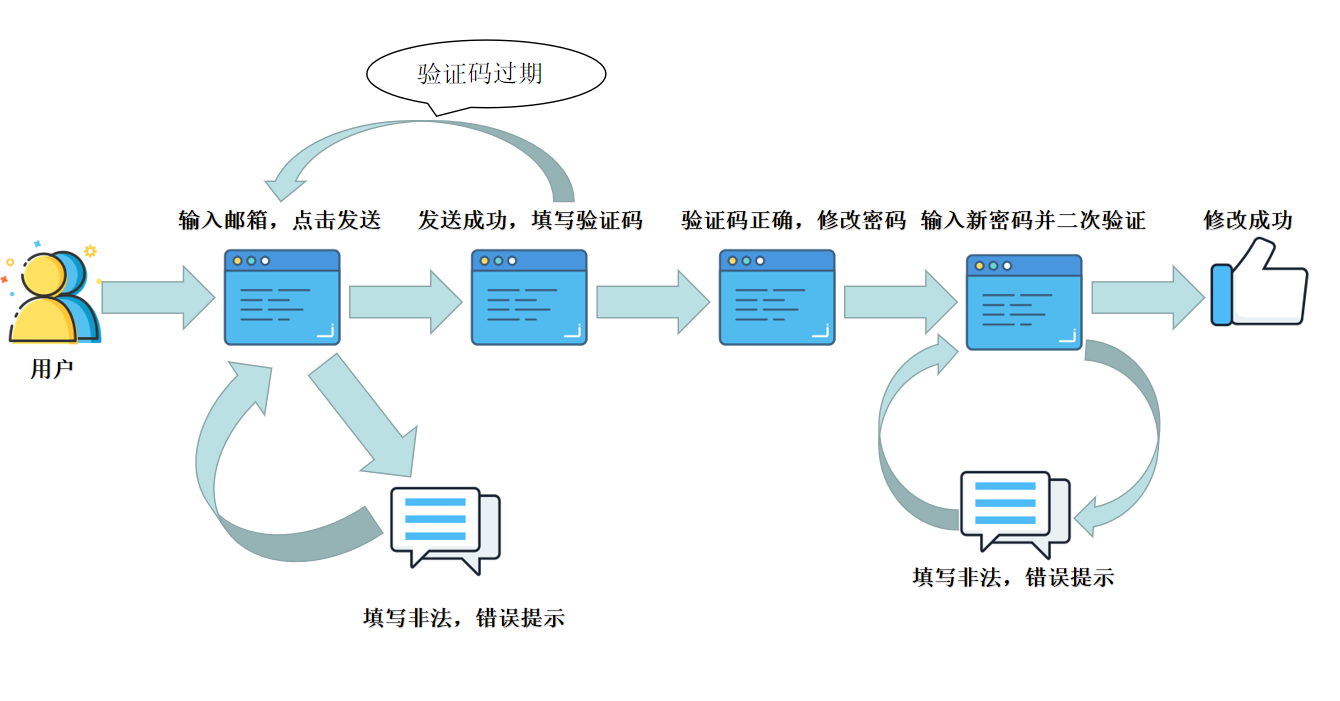 验证码过期
输入邮箱，点击发送
发送成功，填写验证码
验证码正确，修改密码
输入新密码并二次验证
修改成功
用户
填写非法，错误提示
填写非法，错误提示